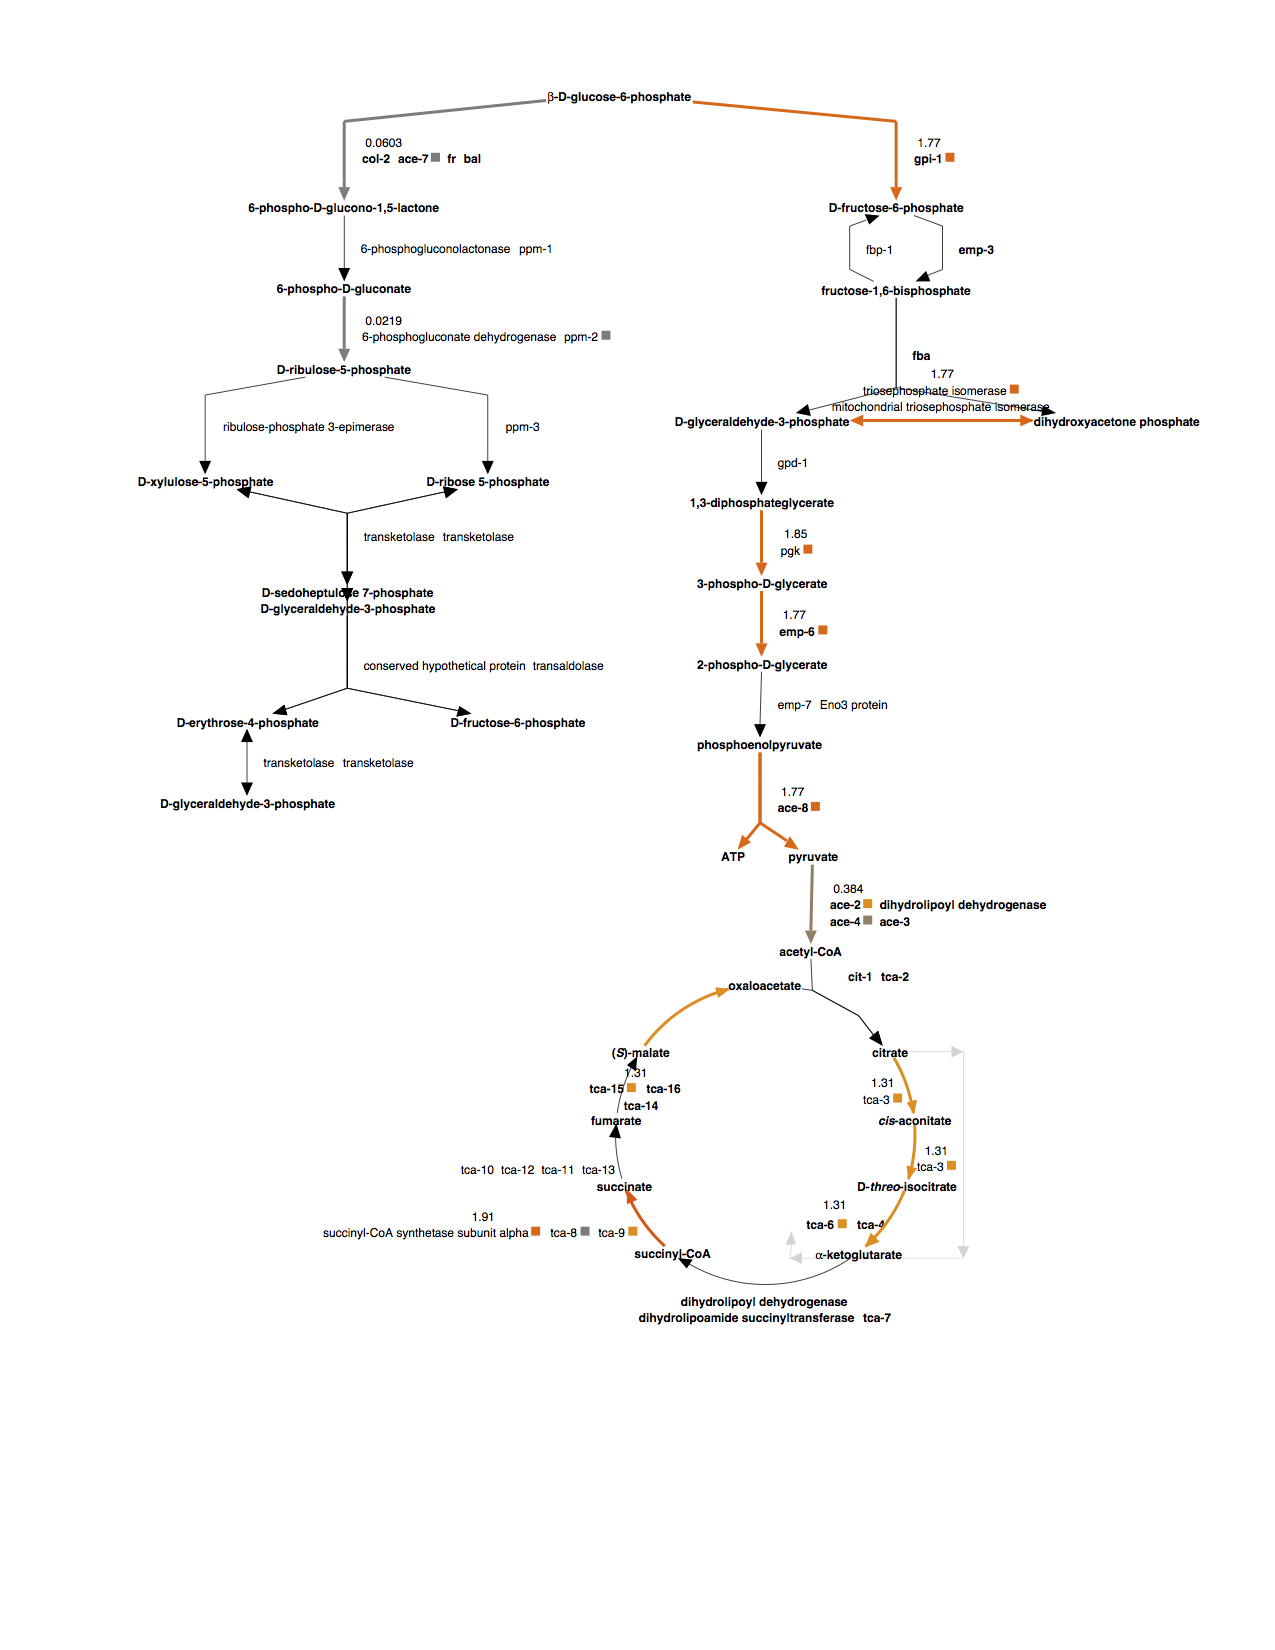 β-D-glucose-6-phosphate
0.0603
col-2 ace-7 fr bal
6-phospho-D-glucono-1,5-lactone
6-phosphogluconolactonase ppm-1
6-phospho-D-gluconate
0.0219
6-phosphogluconate dehydrogenase ppm-2
D-ribulose-5-phosphate
ribulose-phosphate 3-epimerase
ppm-3
D-xylulose-5-phosphate
D-ribose 5-phosphate
transketolase transketolase
D-sedoheptulose 7-phosphate
D-glyceraldehyde-3-phosphate
conserved hypothetical protein transaldolase
D-erythrose-4-phosphate
D-fructose-6-phosphate
transketolase transketolase
D-glyceraldehyde-3-phosphate
1.77
gpi-1
D-fructose-6-phosphate
fbp-1
emp-3
fructose-1,6-bisphosphate
fba
1.77
triosephosphate isomerase
mitochondrial triosephosphate isomerase
D-glyceraldehyde-3-phosphate
dihydroxyacetone phosphate
gpd-1
1,3-diphosphateglycerate
1.85
pgk
3-phospho-D-glycerate
1.77
emp-6
2-phospho-D-glycerate
emp-7 Eno3 protein
phosphoenolpyruvate
1.77
ace-8
ATP
pyruvate
0.384
ace-2 dihydrolipoyl dehydrogenase
ace-4 ace-3
acetyl-CoA
cit-1 tca-2
oxaloacetate
(S)-malate
citrate
1.31
tca-15 tca-16
tca-14
1.31
tca-3
fumarate
cis-aconitate
1.31
tca-3
tca-10 tca-12 tca-11 tca-13
succinate
D-threo-isocitrate
1.31
tca-6 tca-4
1.91
succinyl-CoA synthetase subunit alpha tca-8 tca-9
succinyl-CoA
α-ketoglutarate
dihydrolipoyl dehydrogenase
dihydrolipoamide succinyltransferase tca-7